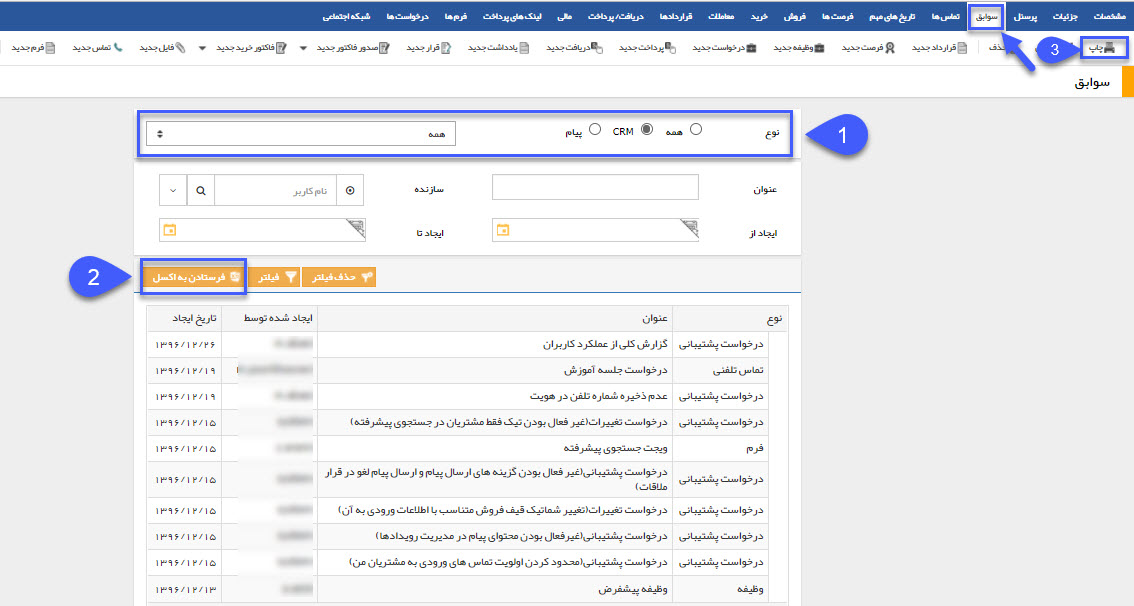 مشخصات جزئیات پرسنل سوابق تماس ها تاریخ های مهم فرصت ها فروش خرید معاملات قراردادها دریافت/ پرداخت مالی لینک های پرداخت فرم ها درخواست ها شبکه اجتماعی
چاپ 3 حذف قرارداد جدید فرصت جدید وظیفه جدید درخواست جدید پرداخت جدید دریافت جدید یادداشت جدید قرار جدید صدور فاکتور جدید فاکتور خرید جدید فایل جدید تماس جدید فرم جدید
سوابق
نوع همه CRM پیام همه 1
عنوان سازنده نام کاربر
ایجاد از ایجاد تا
حذف فیلتر فیلتر فرستادن به اکسل 2
نوع عنوان ایجاد شده توسط تاریخ ایجاد
درخواست پشتیبانی گزارش کلی از عملکرد کاربران ۱۳۹۶/۱۲/۲۶
تماس تلفنی درخواست جلسه آموزش ۱۳۹۶/۱۲/۱۹
درخواست پشتیبانی عدم ذخیره شماره تلفن در هویت ۱۳۹۶/۱۲/۱۹
درخواست پشتیبانی درخواست تغییرات(غیر فعال بودن تیک فقط مشتریان در جستجوی پیشرفته) ۱۳۹۶/۱۲/۱۵
فرم ویجت جستجوی پیشرفته ۱۳۹۶/۱۲/۱۵
درخواست پشتیبانی درخواست پشتیبانی(غیر فعال بودن گزینه های ارسال پیام و ارسال پیام لغو در قرار ۱۳۹۶/۱۲/۱۵
ملاقات)
درخواست پشتیبانی درخواست تغییرات(تغییر شماتیک قیف فروش متناسب با اطلاعات ورودی به آن) ۱۳۹۶/۱۲/۱۵
درخواست پشتیبانی درخواست پشتیبانی(غیرفعال بودن محتوای پیام در مدیریت رویدادها) ۱۳۹۶/۱۲/۱۵
درخواست پشتیبانی درخواست پشتیبانی(محدود کردن اولویت تماس های ورودی به مشتریان من) ۱۳۹۶/۱۲/۱۵
وظیفه وظیفه پیشفرض ۱۳۹۶/۱۲/۱۳